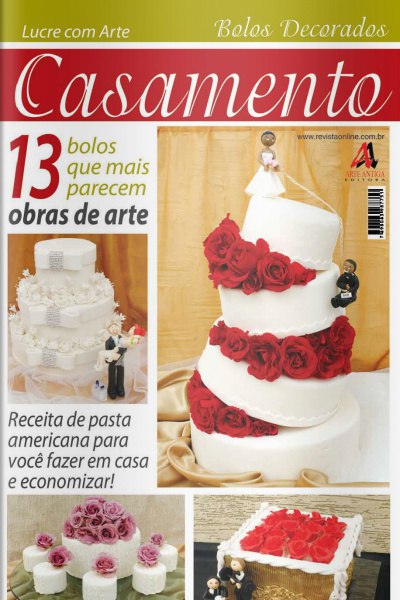 Lucre com Arte
Bolos Decorados
Casamento
13 bolos
que mais
parecem
obras de arte
www.revistaonline.com.br
ARTE ANTIGA
EDITORA
Receita de pasta
americana para
você fazer em casa
e economizar!